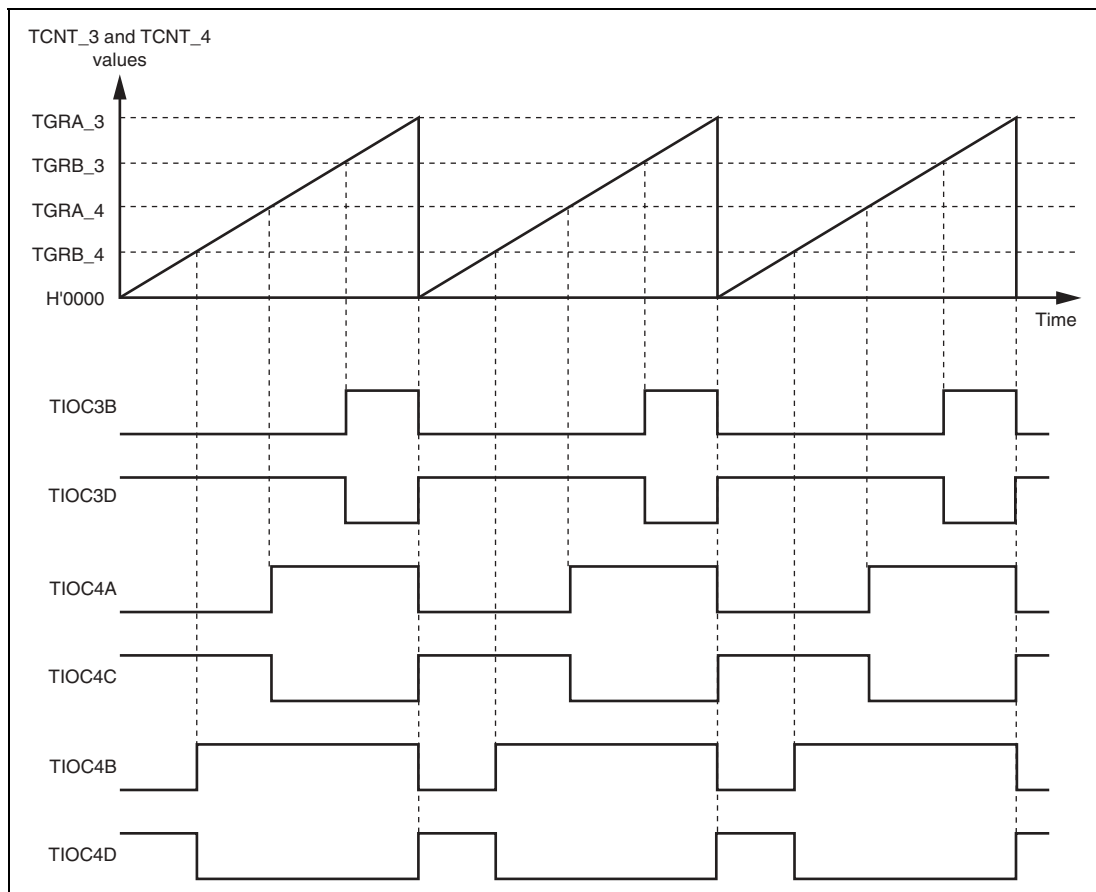 TCNT_3 and TCNT_4
values
TGRA_3
TGRB_3
TGRA_4
TGRB_4
H'0000
Time
TIOC3B
TIOC3D
TIOC4A
TIOC4C
TIOC4B
TIOC4D